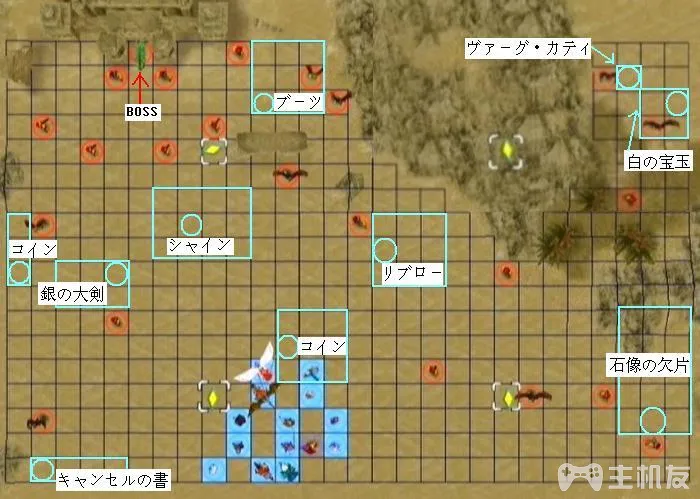 ヴァーグ・カティ
BOSS
ブーツ
白の宝玉
コイン
シャイン
リブロー
銀の大剣
コイン
石像の欠片
キャンセルの書
主机友